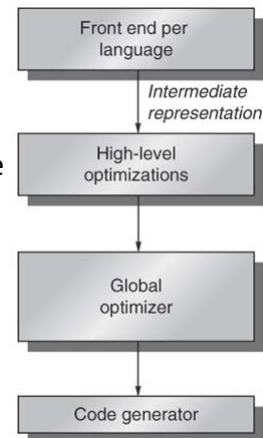 Front end per
language
Intermediate
representation
e
High-level
optimizations
Global
optimizer
Code generator